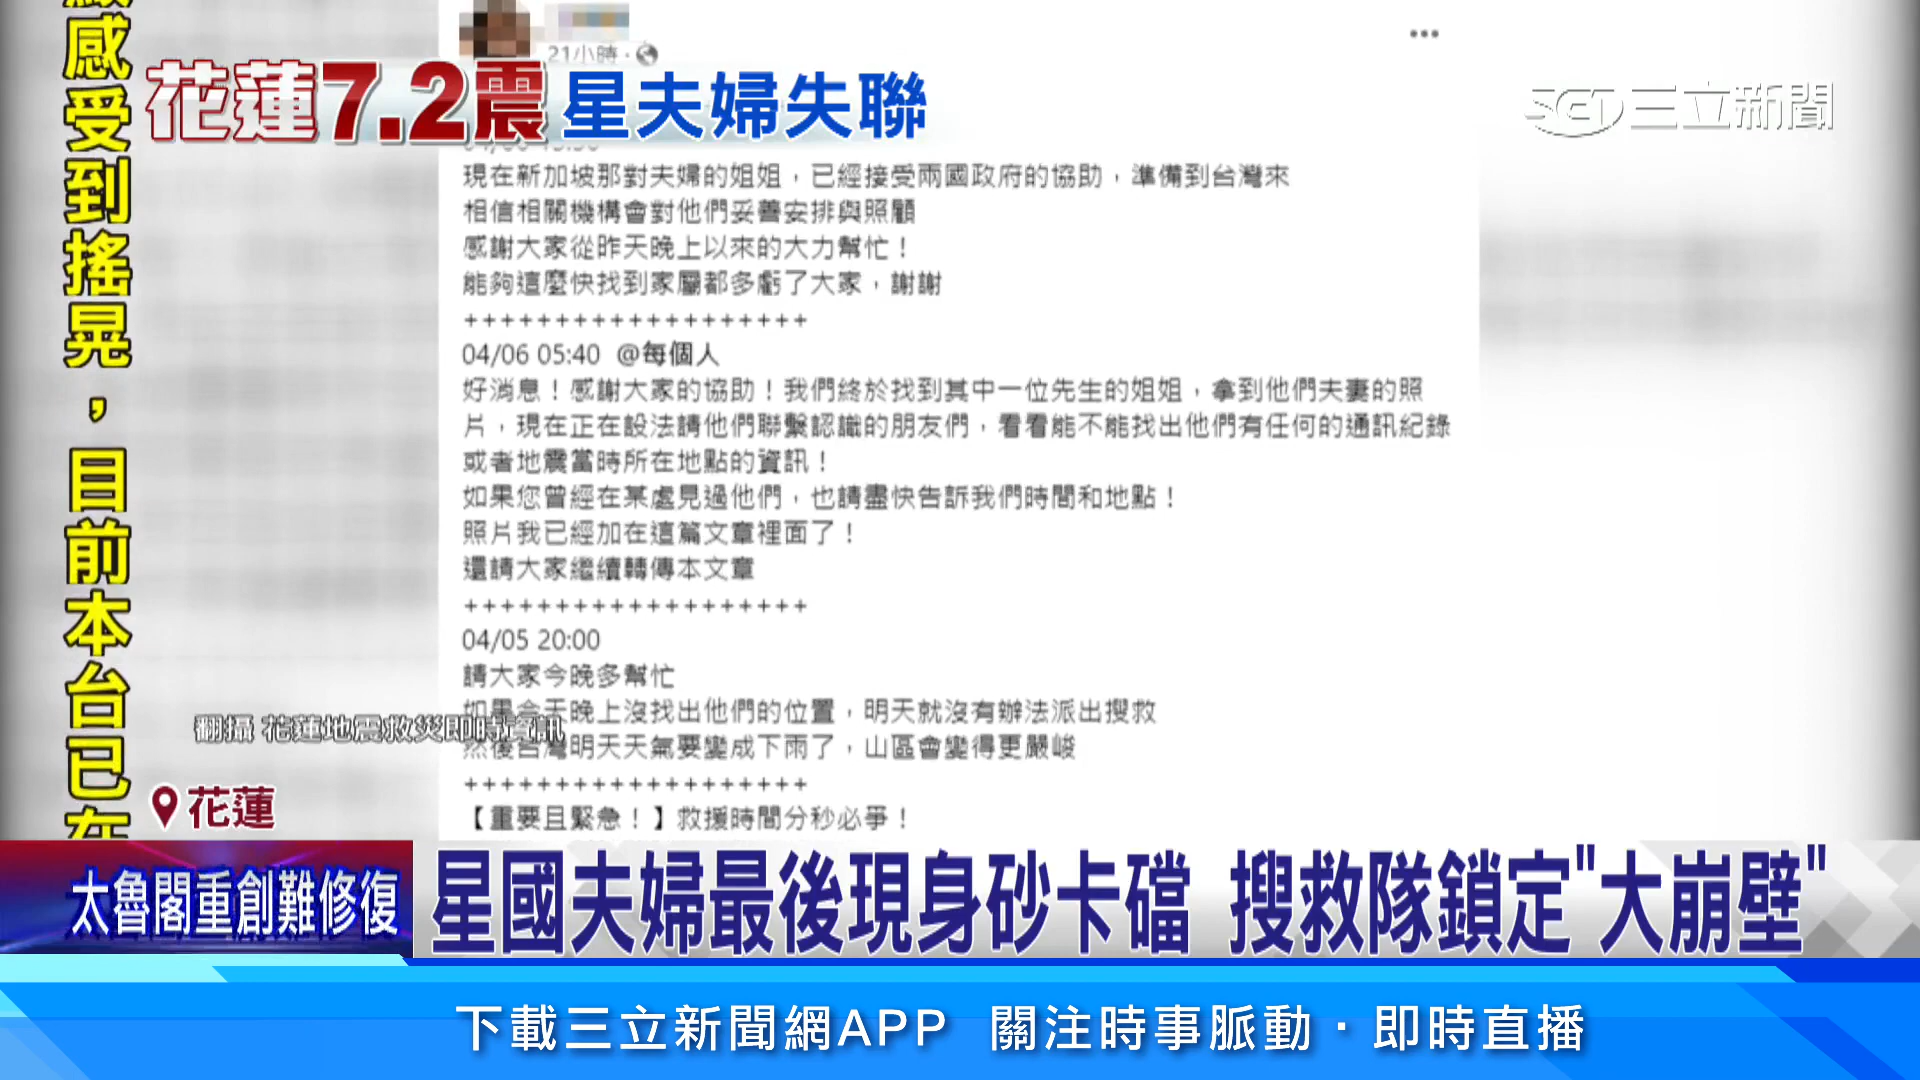 感受到搖晃，目前本台已在
21小時
花蓮7.2震 星夫婦失聯
SET三立新聞
現在新加坡那對夫婦的姐姐，已經接受兩國政府的協助，準備到台灣來
相信相關機構會對他們妥善安排與照顧
感謝大家從昨天晚上以來的大力幫忙！
能夠這麼快找到家屬都多虧了大家，謝謝
+++++++++++++++++++
04/06 05:40 @每個人
好消息！感謝大家的協助！我們終於找到其中一位先生的姐姐，拿到他們夫妻的照
片，現在正在設法請他們聯繫認識的朋友們，看看能不能找出他們有任何的通訊紀錄
或者地震當時所在地點的資訊！
如果您曾經在某處見過他們，也請盡快告訴我們時間和地點！
照片我已經加在這篇文章裡面了！
還請大家繼續轉傳本文章
+++++++++++++++++++
04/05 20:00
請大家今晚多幫忙
如果今天晚上沒找出他們的位置，明天就沒有辦法派出搜救
翻攝 花蓮地震救災即時資訊
然後台灣明天天氣要變成下雨了，山區會變得更嚴峻
+++++++++++++++++++
【重要且緊急！】救援時間分秒必爭！
花蓮
太魯閣重創難修復
星國夫婦最後現身砂卡礑 搜救隊鎖定"大崩壁"
下載三立新聞網APP 關注時事脈動・即時直播